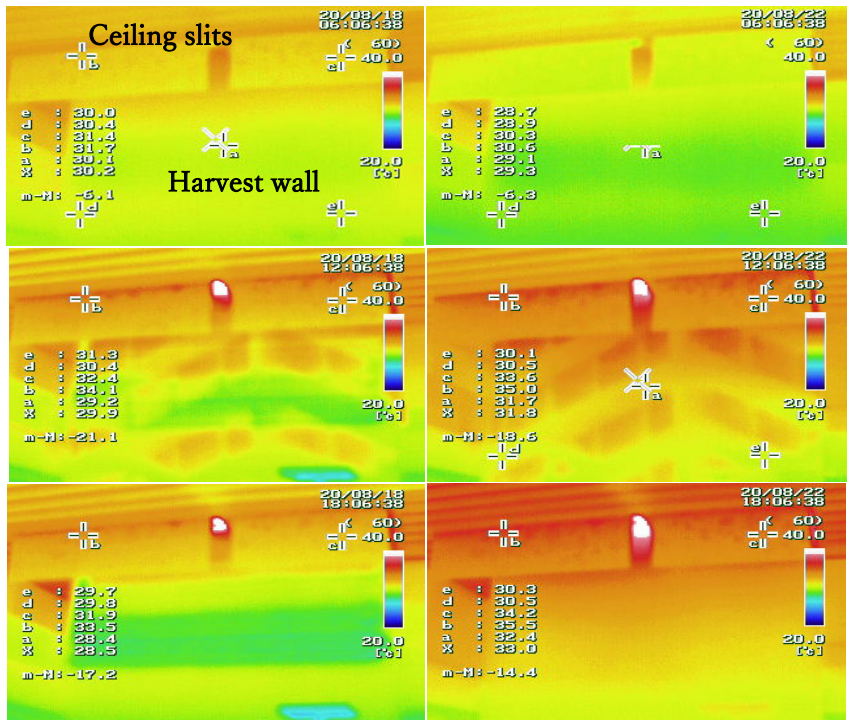 20/08/18
06:06:38
Ceiling slits
< 60>
40.0
b
c
e : 30.0
d : 30.4
c : 31.4
b : 31.7
a : 30.1
X : 30.2
a
20.0
[℃]
Harvest wall
m-M: -6.1
d
e
20/08/22
06:06:38
< 60>
40.0
e : 28.7
d : 28.9
c : 30.3
b : 30.6
a : 29.1
X : 29.3
a
20.0
[℃]
m-M: -6.3
d
e
20/08/18
12:06:38
< 60>
40.0
b
c
e : 31.3
d : 30.4
c : 32.4
b : 34.1
a : 29.2
X : 29.9
20.0
[℃]
m-M:-21.1
20/08/22
12:06:38
< 60>
40.0
b
c
e : 30.1
d : 30.5
c : 33.6
b : 35.0
a : 31.7
X : 31.8
a
20.0
[℃]
m-M:-18.6
d
e
20/08/18
18:06:38
< 60>
40.0
b
c
e : 29.7
d : 29.8
c : 31.9
b : 33.5
a : 28.4
X : 28.5
20.0
[℃]
m-M:-17.2
20/08/22
18:06:38
< 60>
40.0
b
c
e : 30.3
d : 30.5
c : 34.2
b : 35.5
a : 32.4
X : 33.0
20.0
[℃]
m-M:-14.4